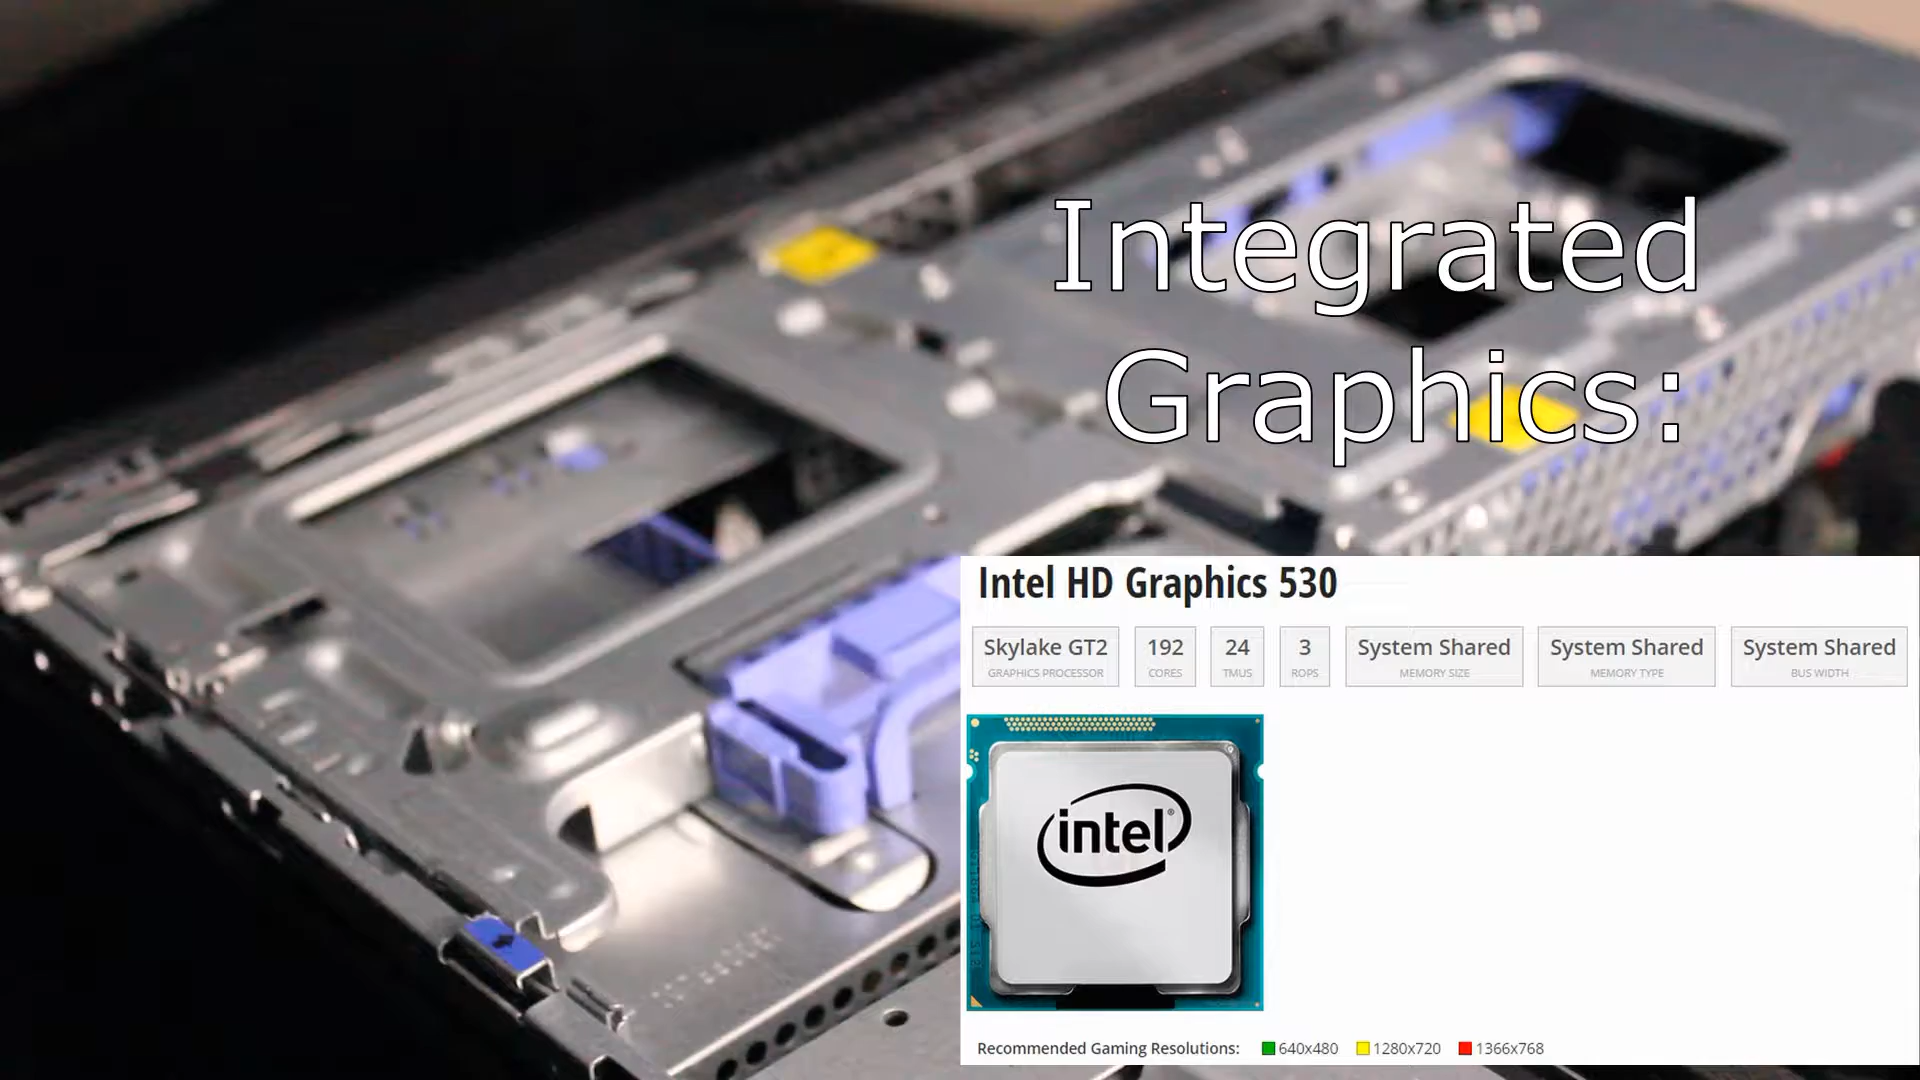 Integrated
Graphics:
Intel HD Graphics 530
Skylake GT2
GRAPHICS PROCESSOR
192
CORES
24
TMUS
3
ROPS
System Shared
MEMORY SIZE
System Shared
MEMORY TYPE
System Shared
BUS WIDTH
intel®
Recommended Gaming Resolutions: 640x480 1280x720 1366x768